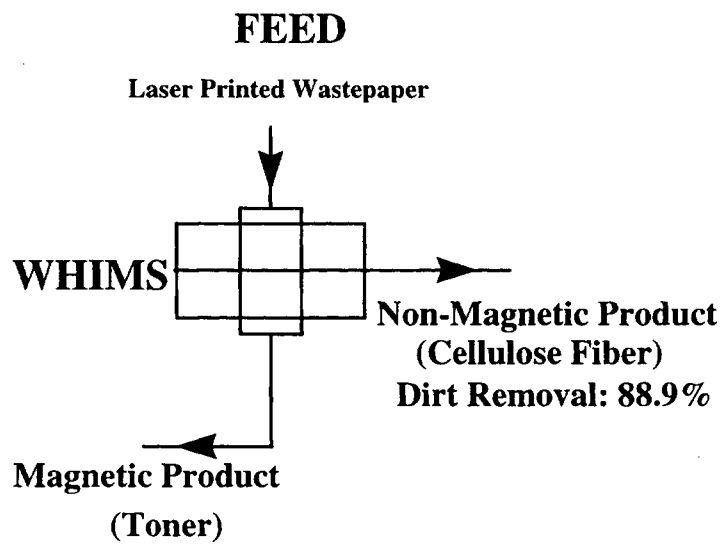 FEED
Laser Printed Wastepaper
WHIMS
Non-Magnetic Product
(Cellulose Fiber)
Dirt Removal: 88.9%
Magnetic Product
(Toner)